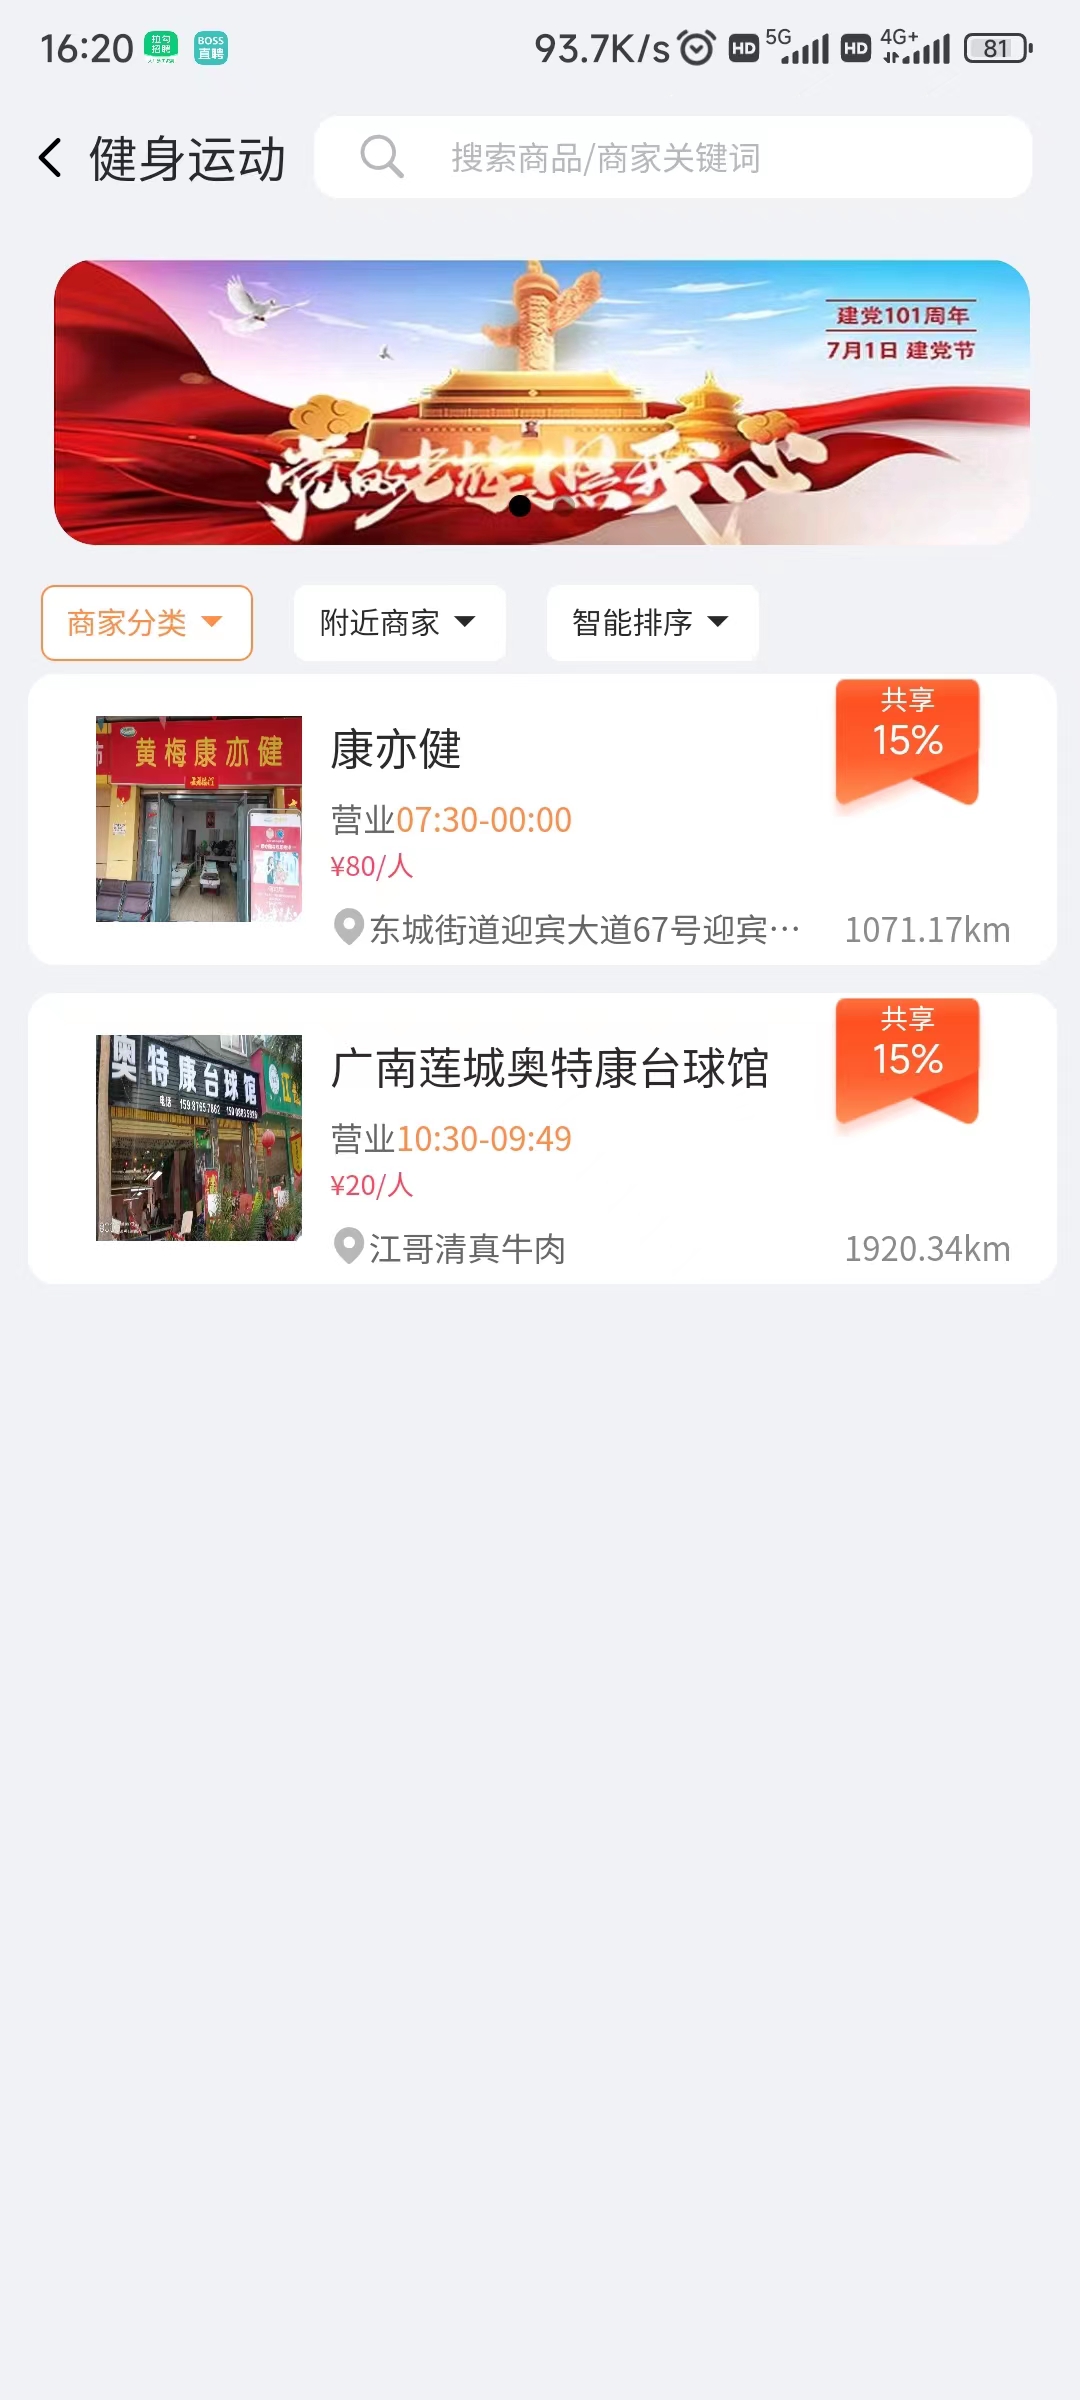 16:20
拉勾
招聘
BOSS
直聘
93.7K/s
HD
5G
HD
4G+
81
健身运动
搜索商品/商家关键词
建党101周年
7月1日 建党节
党的光辉照我心
商家分类
附近商家
智能排序
共享
15%
黄梅康亦健
康亦健
营业07:30-00:00
¥80/人
东城街道迎宾大道67号迎宾…
1071.17km
共享
15%
奥特康台球馆
电话
江
广南莲城奥特康台球馆
营业10:30-09:49
¥20/人
江哥清真牛肉
1920.34km